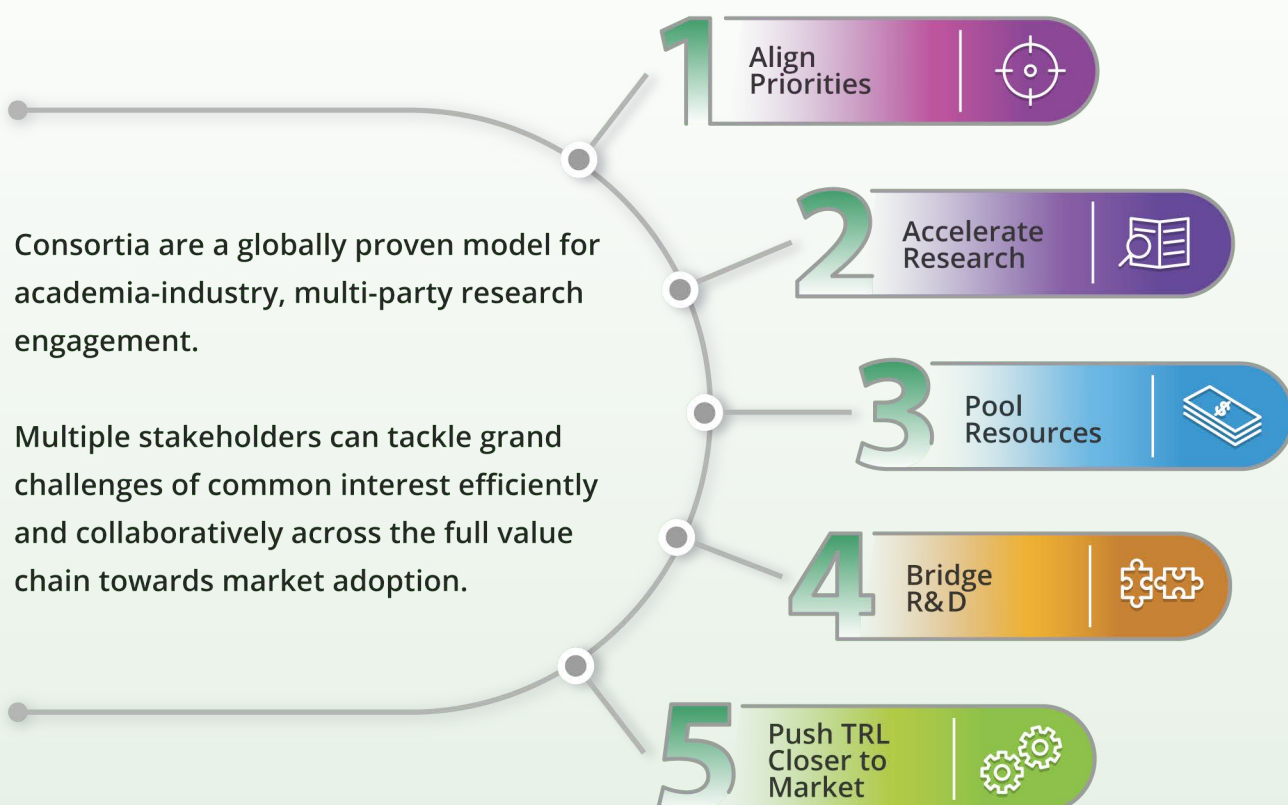 Consortia are a globally proven model for
academia-industry, multi-party research
engagement.
Multiple stakeholders can tackle grand
challenges of common interest efficiently
and collaboratively across the full value
chain towards market adoption.
1
Align
Priorities
2
Accelerate
Research
3
Pool
Resources
$
4
Bridge
R&D
5
Push TRL
Closer to
Market